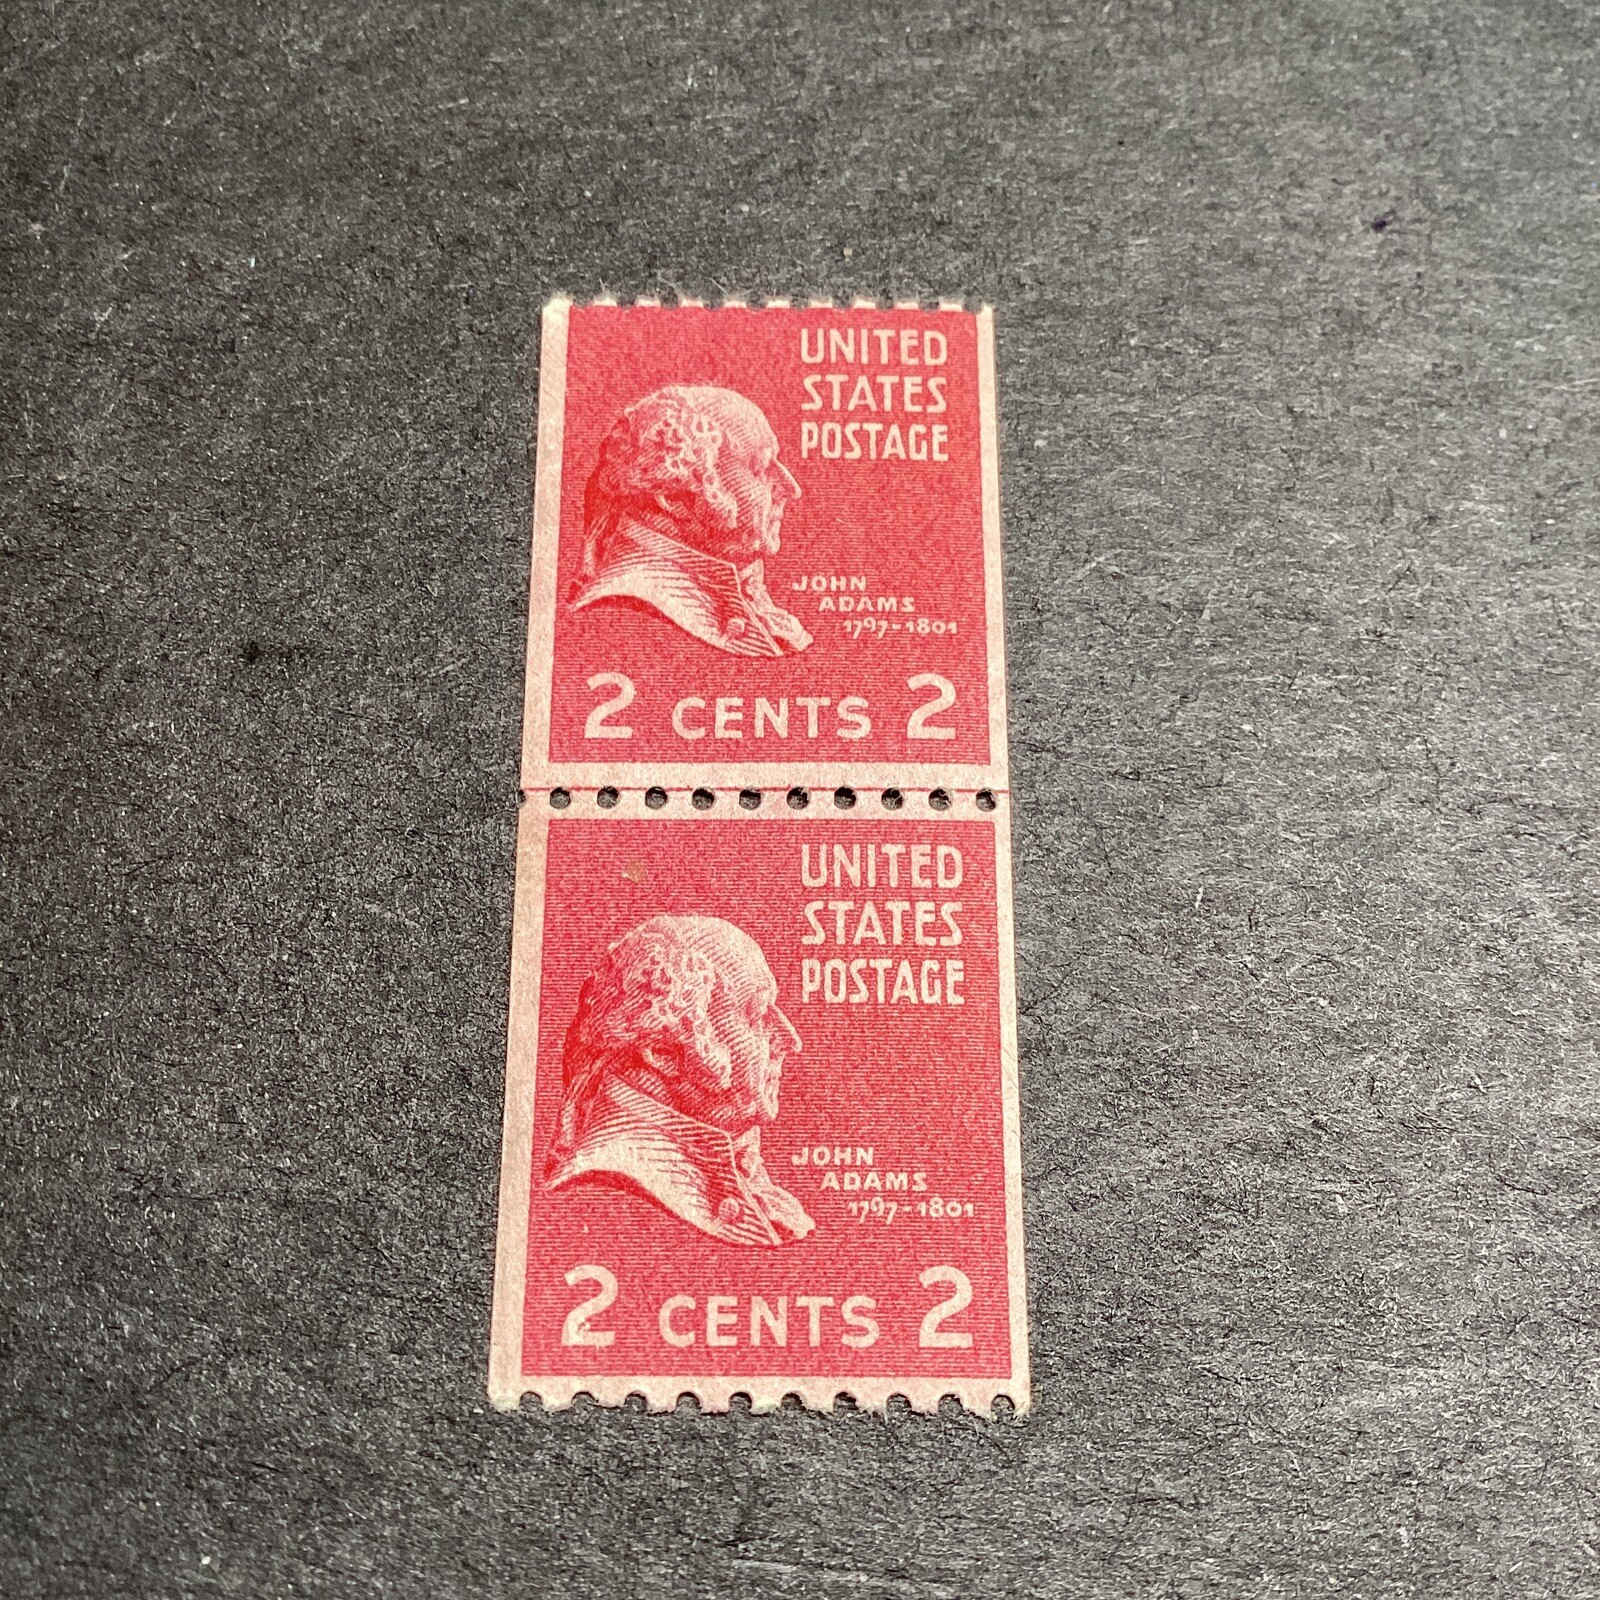 UNITED
STATES
POSTAGE
JOHN
ADAMS
1797-1801
2 CENTS 2
UNITED
STATES
POSTAGE
JOHN
ADAMS
1797-1801
2 CENTS 2